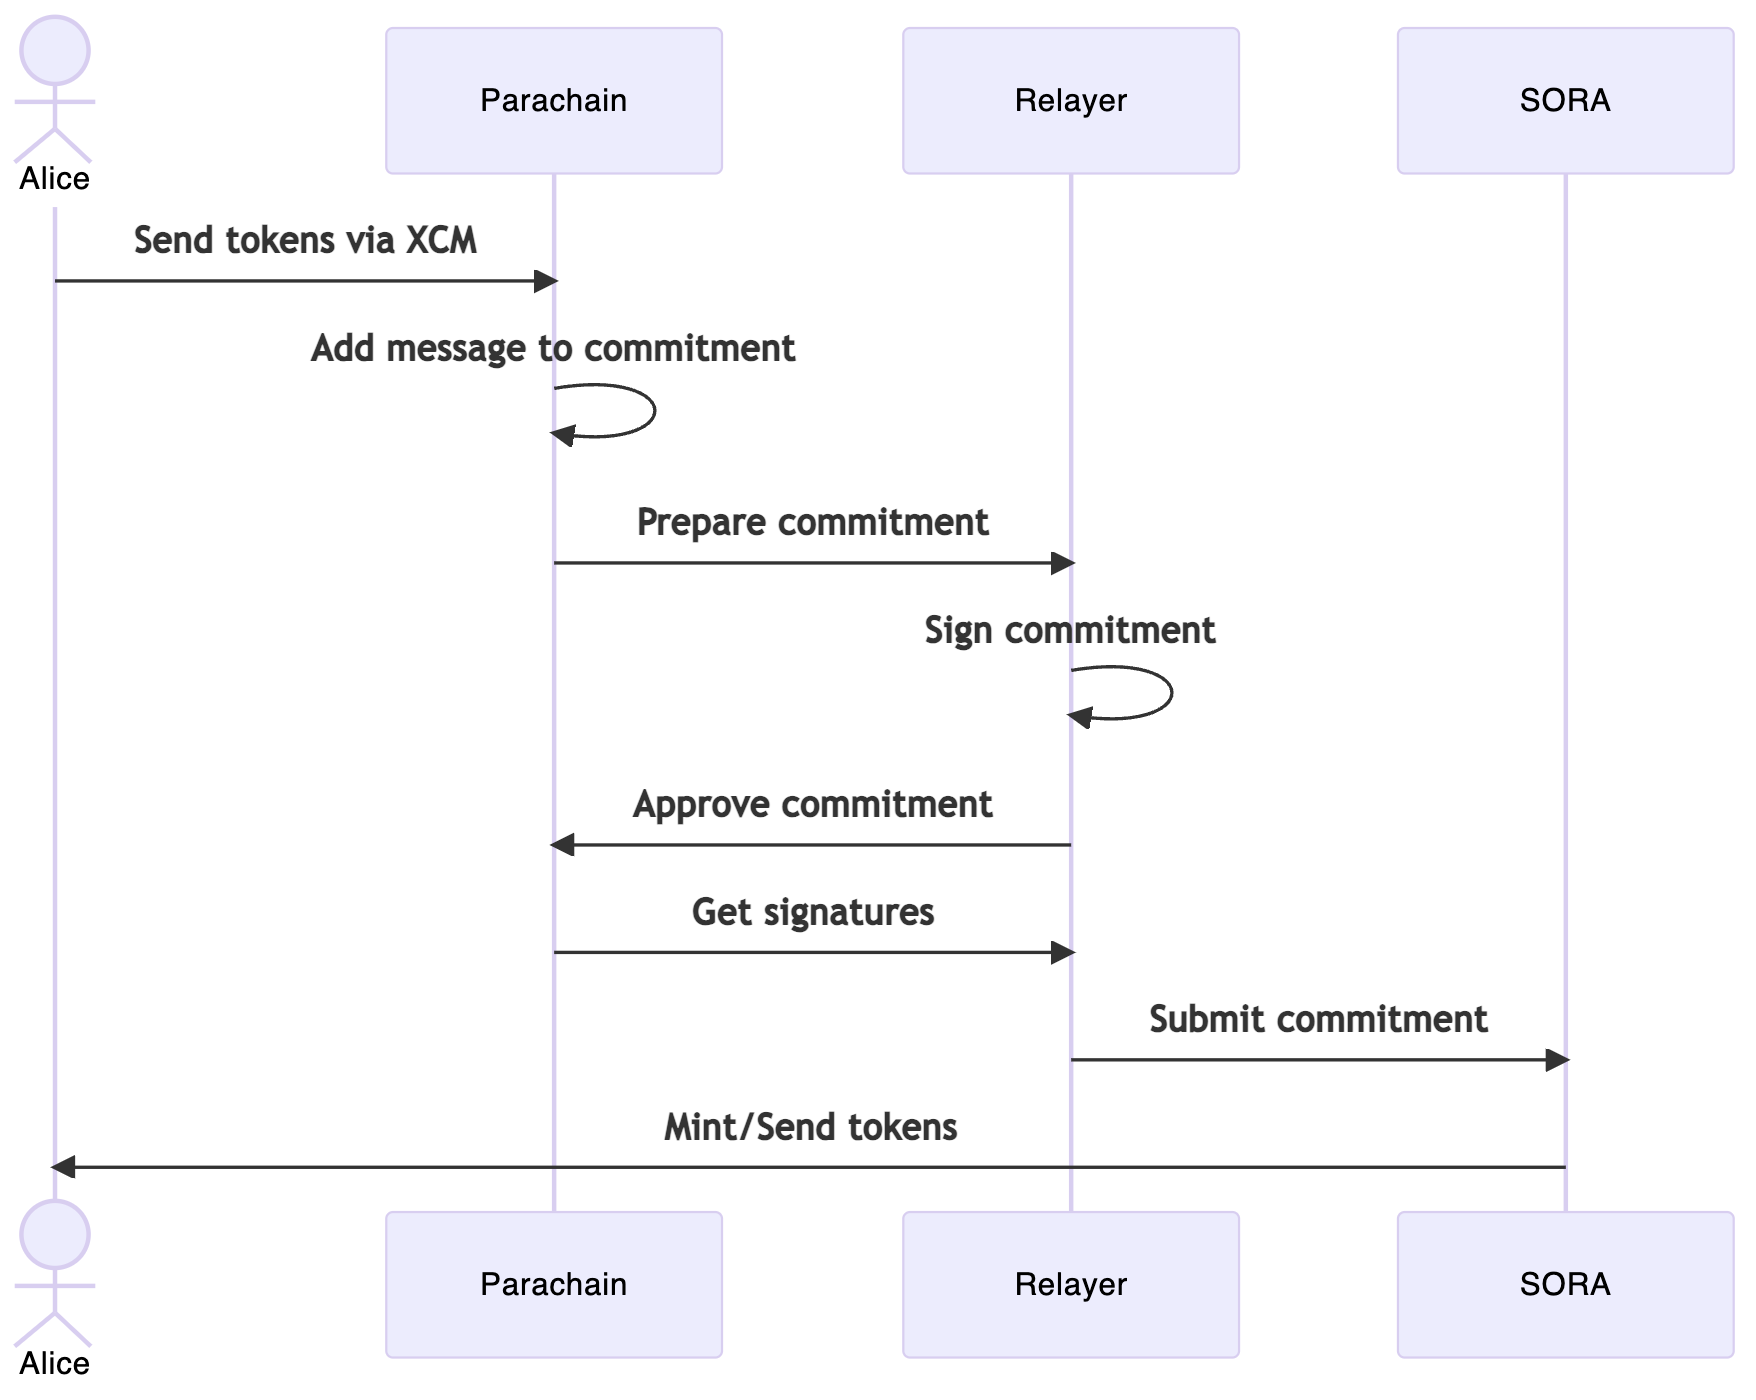 Alice
Parachain
Relayer
SORA
Send tokens via XCM
Add message to commitment
Prepare commitment
Sign commitment
Approve commitment
Get signatures
Submit commitment
Mint/Send tokens
Alice
Parachain
Relayer
SORA